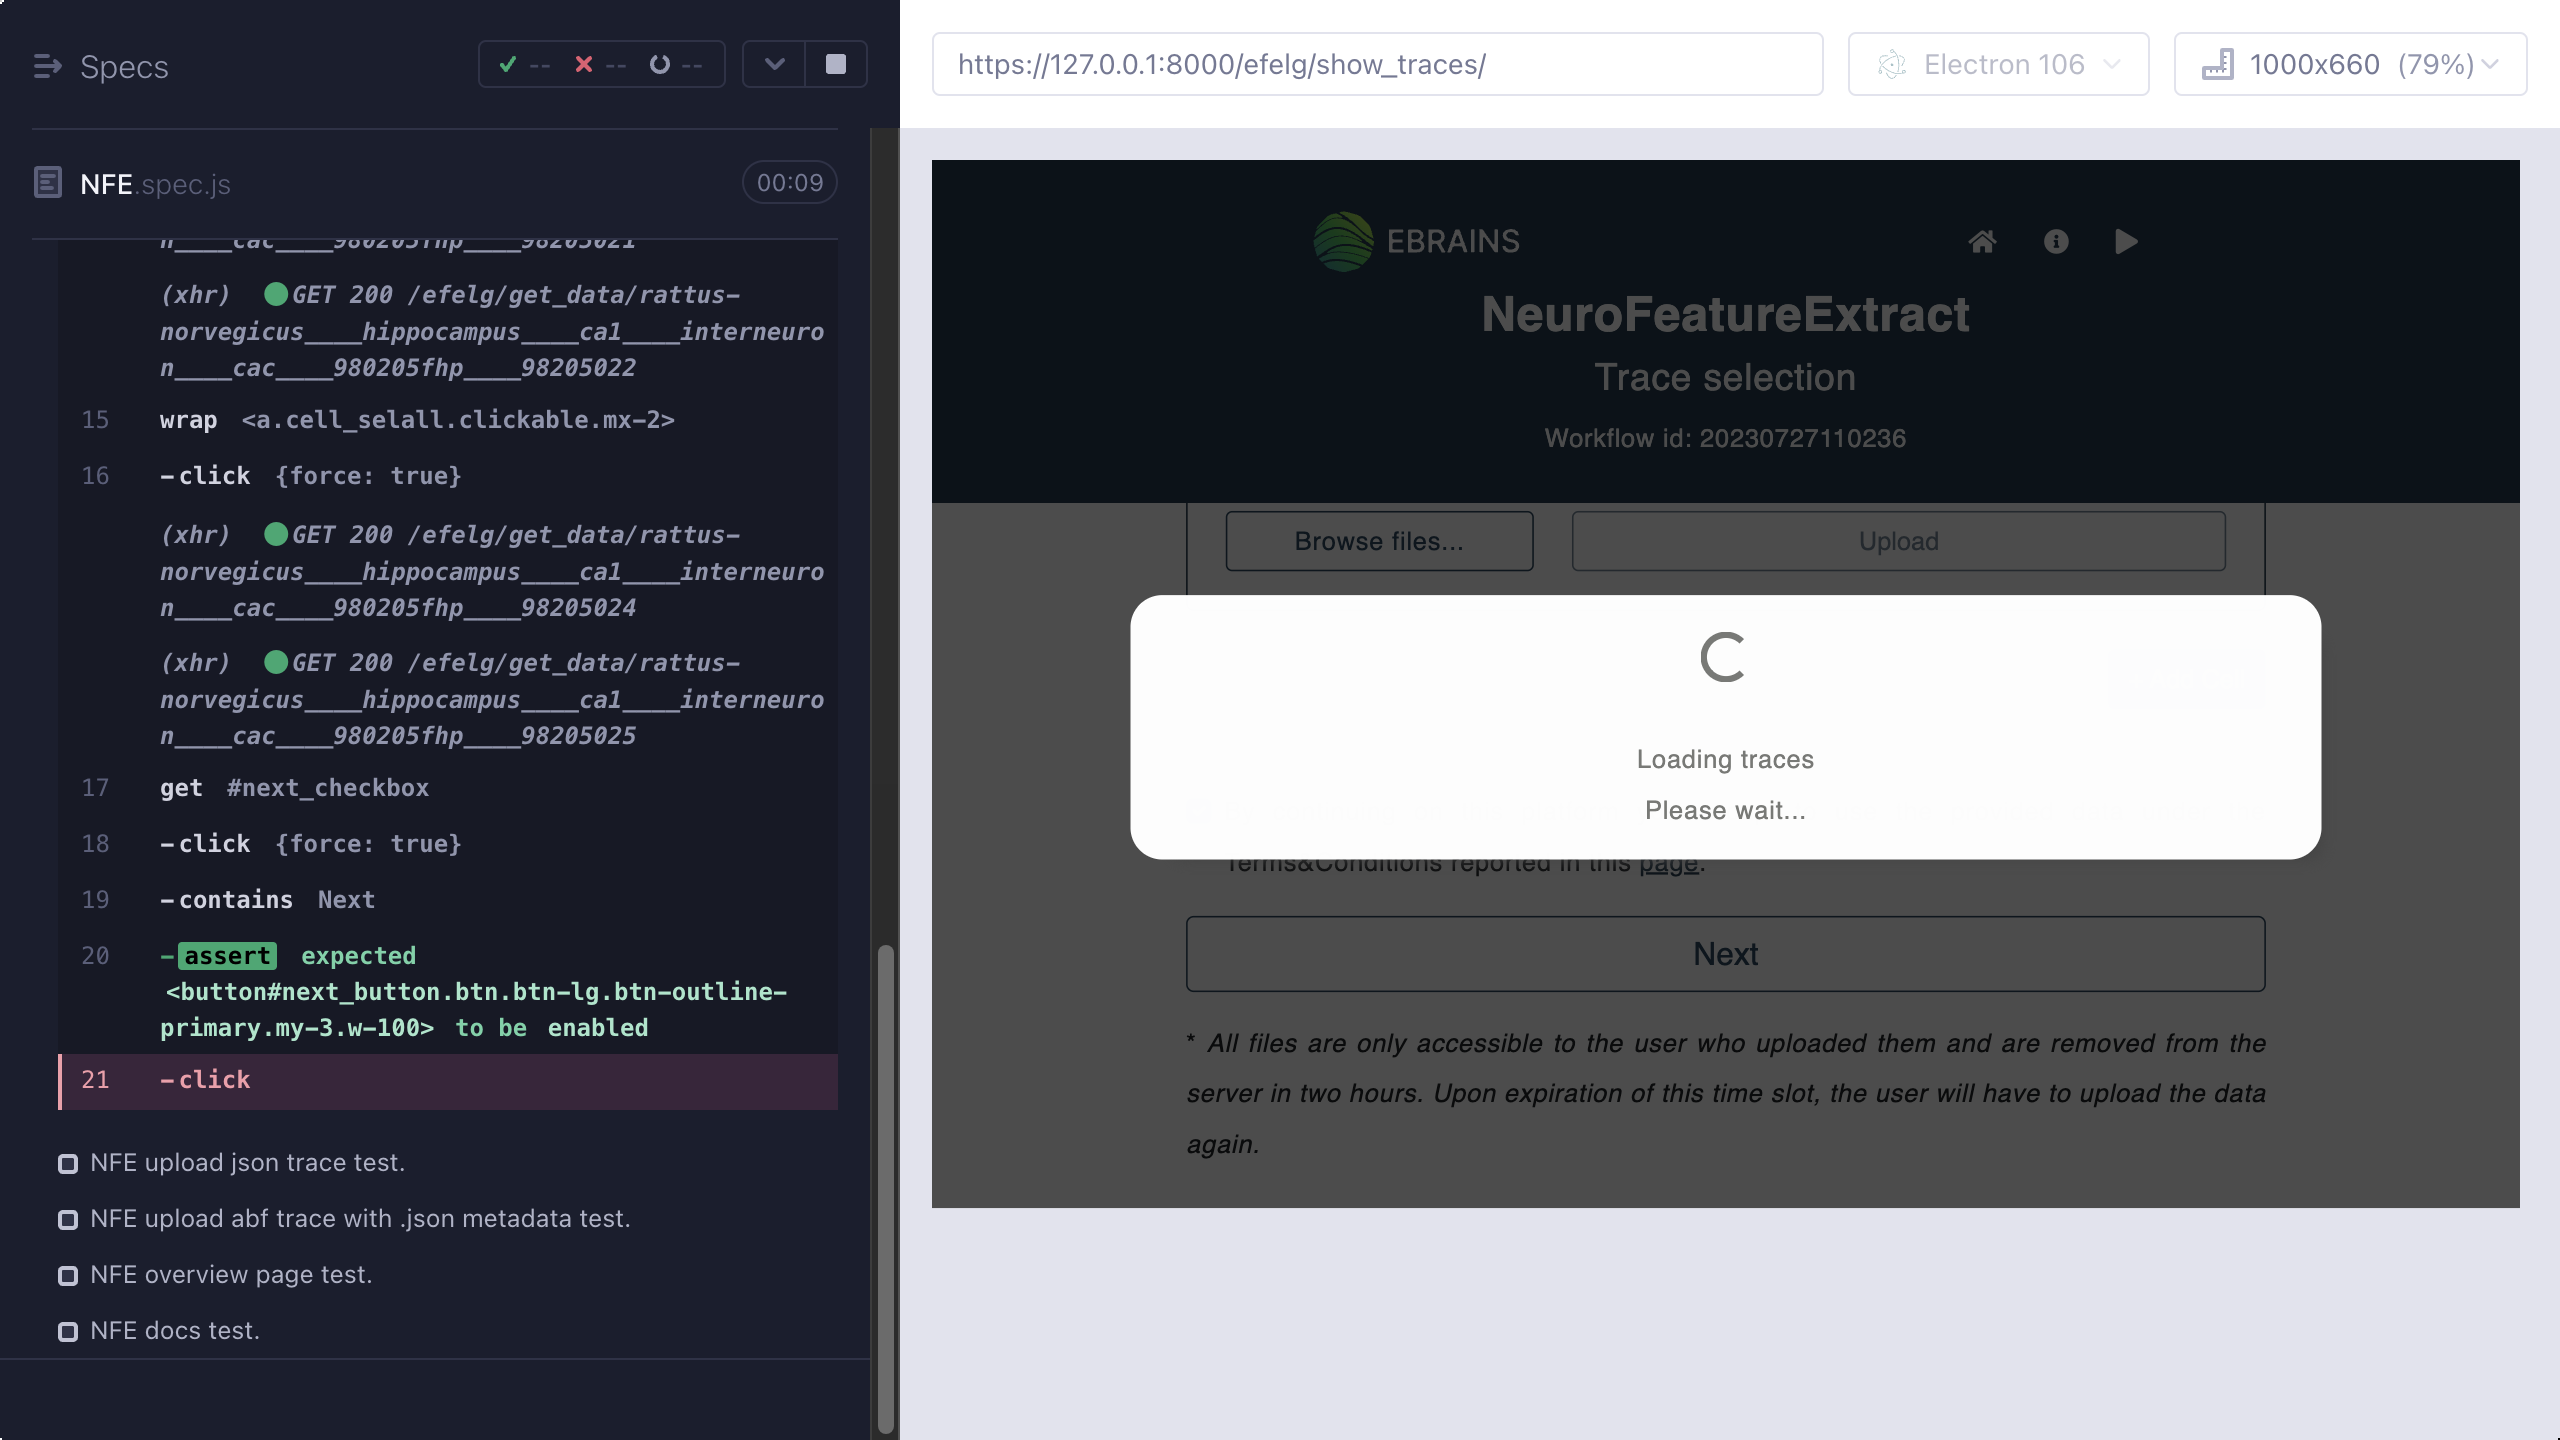 Specs
-- -- --
NFE.spec.js
00:09
n____cac____980205fhp____98205021
(xhr) GET 200 /efelg/get_data/rattus-
norvegicus____hippocampus____ca1____interneuro
n____cac____980205fhp____98205022
15 wrap <a.cell_selall.clickable.mx-2>
16 -click {force: true}
(xhr) GET 200 /efelg/get_data/rattus-
norvegicus____hippocampus____ca1____interneuro
n____cac____980205fhp____98205024
(xhr) GET 200 /efelg/get_data/rattus-
norvegicus____hippocampus____ca1____interneuro
n____cac____980205fhp____98205025
17 get #next_checkbox
18 -click {force: true}
19 -contains Next
20 -assert expected
<button#next_button.btn.btn-lg.btn-outline-
primary.my-3.w-100> to be enabled
21 -click
NFE upload json trace test.
NFE upload abf trace with .json metadata test.
NFE overview page test.
NFE docs test.
https://127.0.0.1:8000/efelg/show_traces/
Electron 106
1000x660 (79%)
EBRAINS
NeuroFeatureExtract
Trace selection
Workflow id: 20230727110236
Browse files...
Upload
Loading traces
Please wait...
Terms&Conditions reported in this page.
Next
* All files are only accessible to the user who uploaded them and are removed from the
server in two hours. Upon expiration of this time slot, the user will have to upload the data
again.